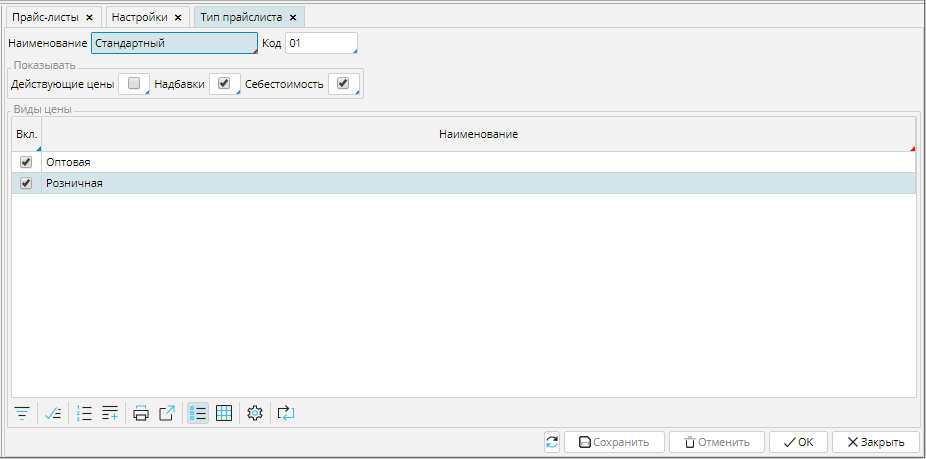 Прайс-листы × Настройки × Тип прайслиста ×
Наименование Стандартный Код 01
Показывать
Действующие цены Надбавки Себестоимость
Виды цены
Вкл. Наименование
Оптовая
Розничная
Сохранить Отменить OK Закрыть